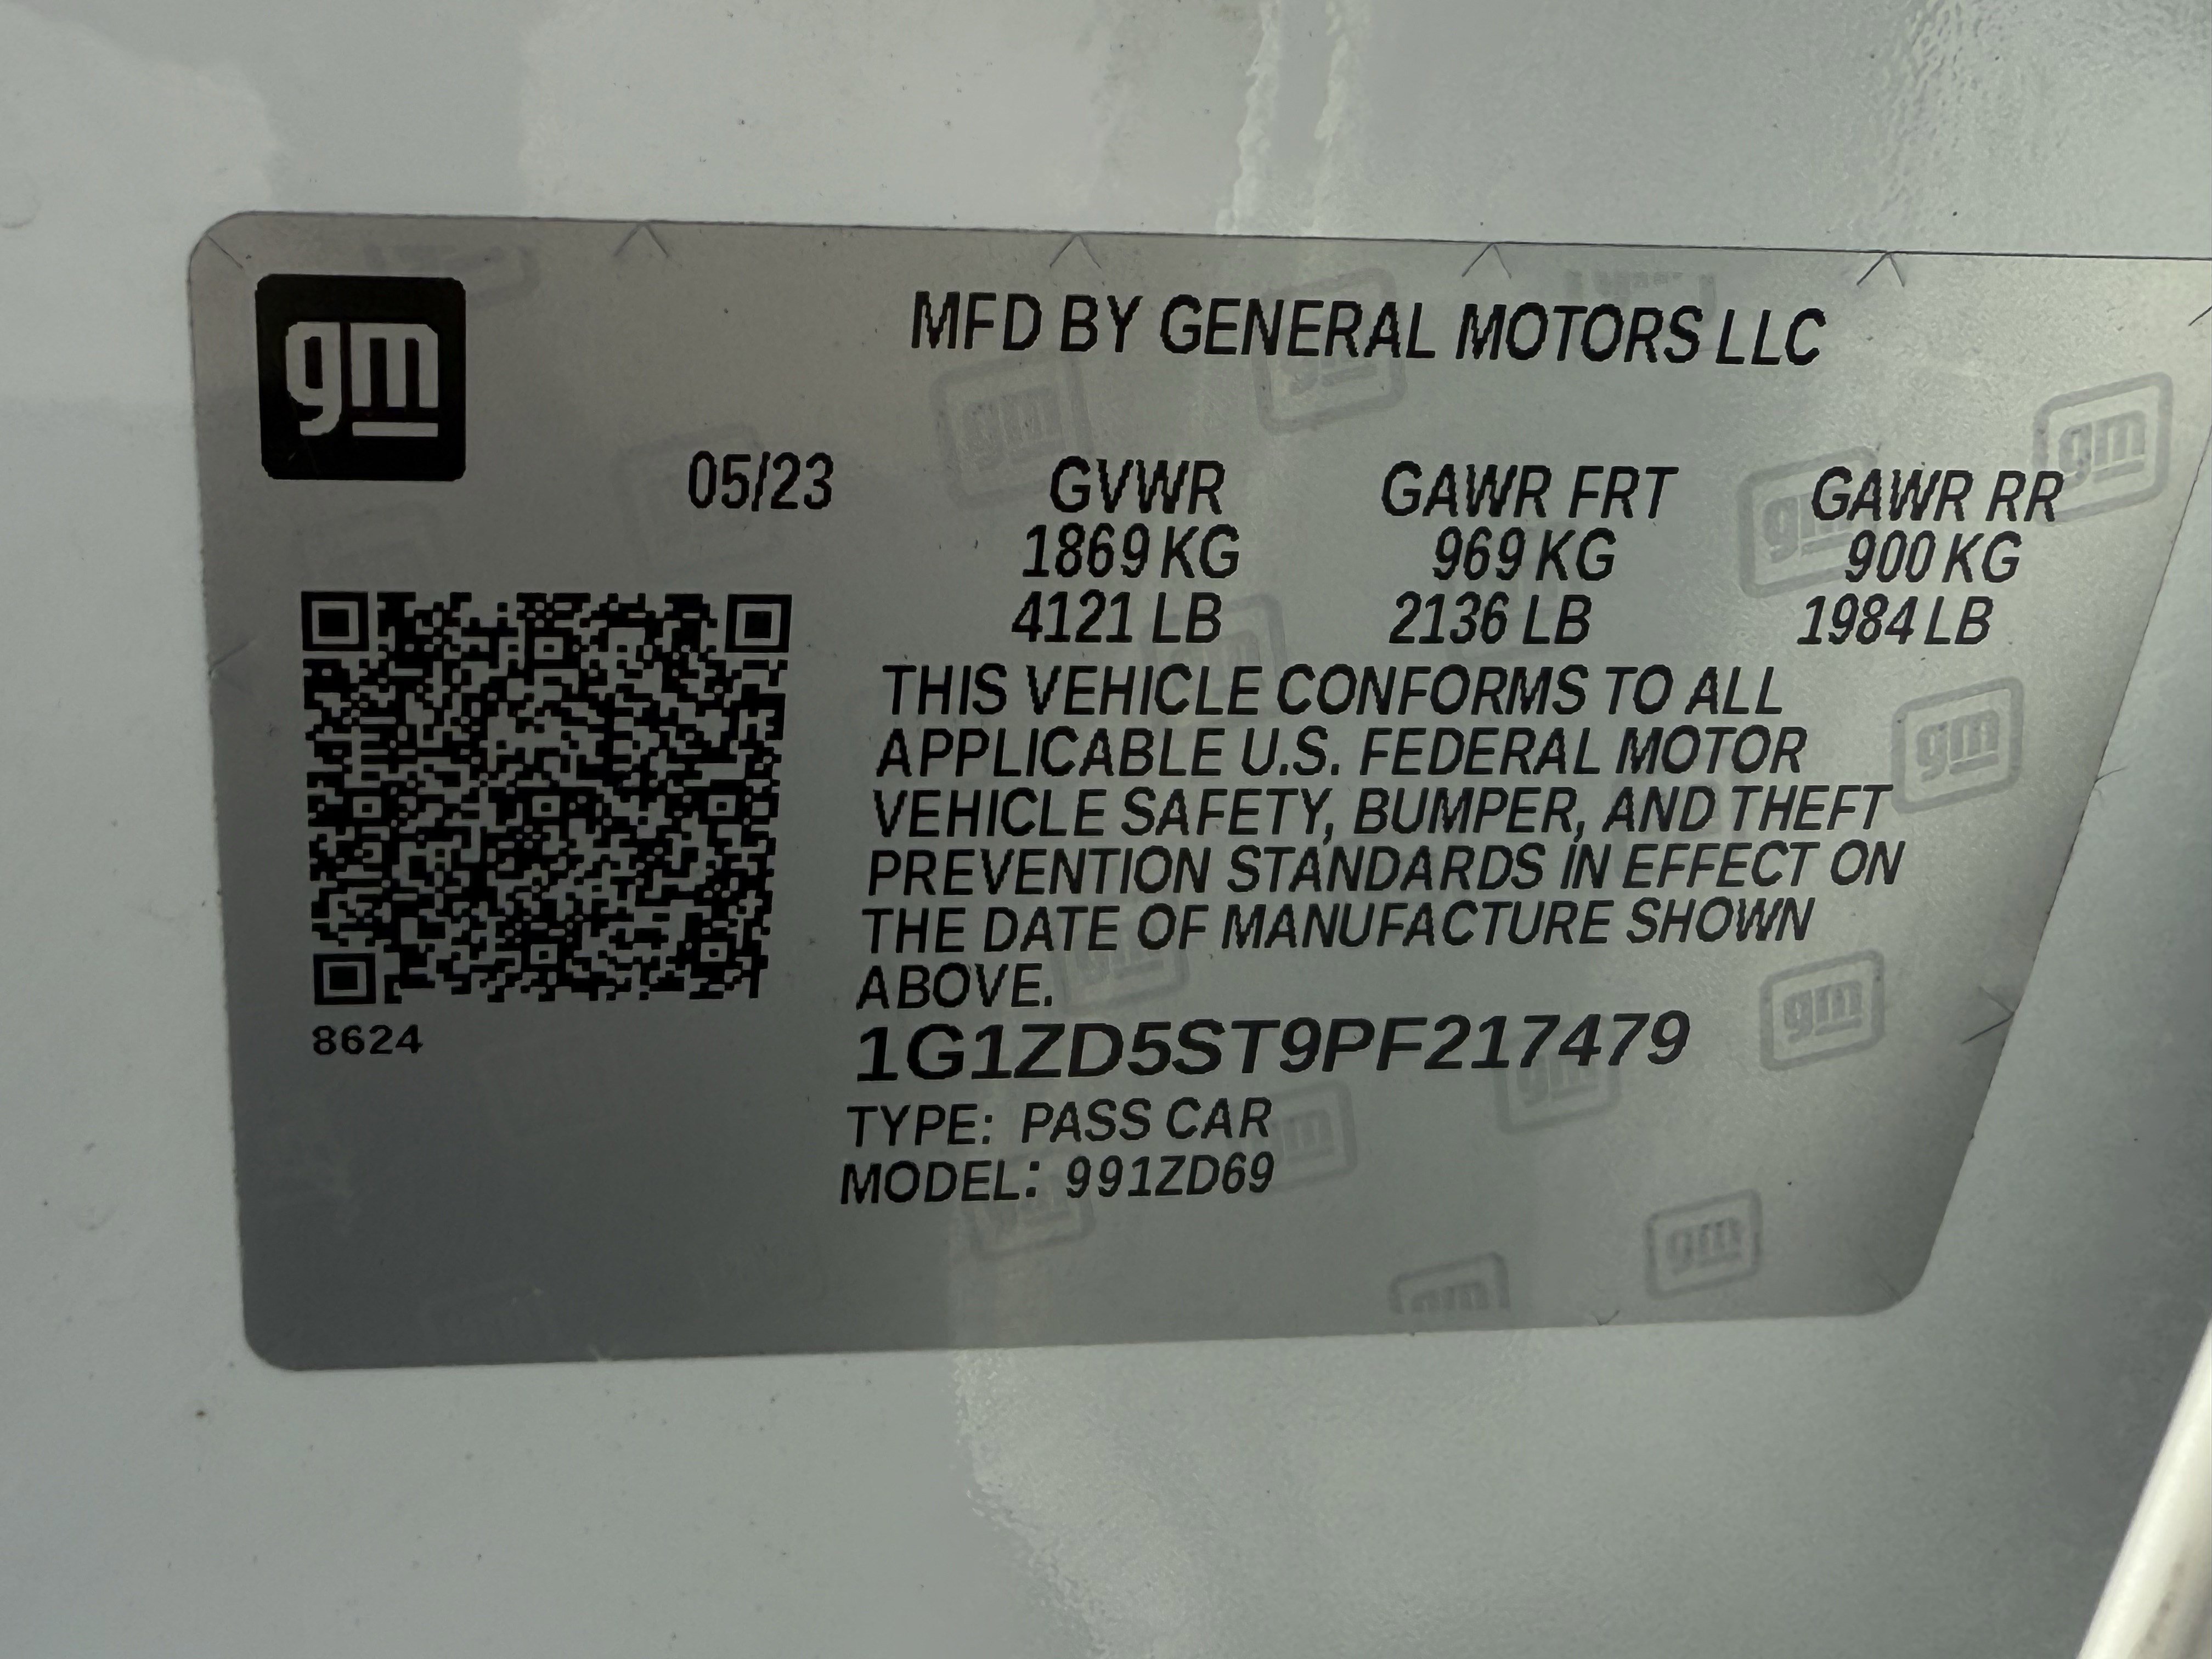 gm
MFD BY GENERAL MOTORS LLC
05/23 GVWR GAWR FRT GAWR RR
1869 KG 969 KG 900 KG
4121 LB 2136 LB 1984 LB
THIS VEHICLE CONFORMS TO ALL
APPLICABLE U.S. FEDERAL MOTOR
VEHICLE SAFETY, BUMPER, AND THEFT
PREVENTION STANDARDS IN EFFECT ON
THE DATE OF MANUFACTURE SHOWN
ABOVE.
8624
1G1ZD5ST9PF217479
TYPE: PASS CAR
MODEL: 991ZD69